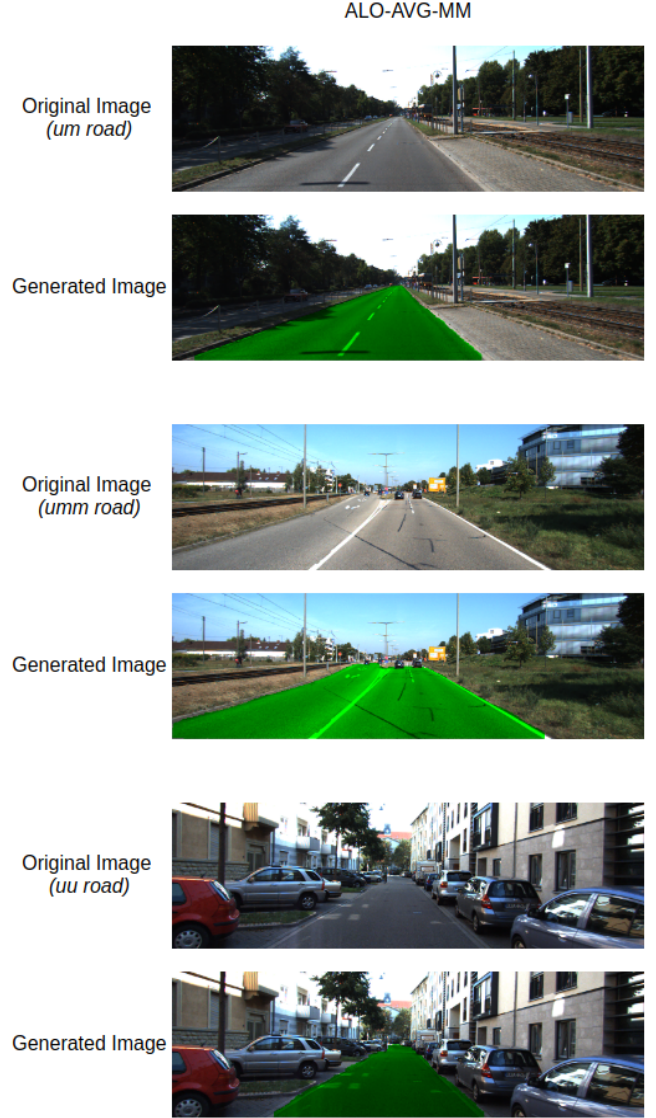 ALO-AVG-MM
Original Image
(um road)
Generated Image
Original Image
(umm road)
Generated Image
Original Image
(uu road)
Generated Image